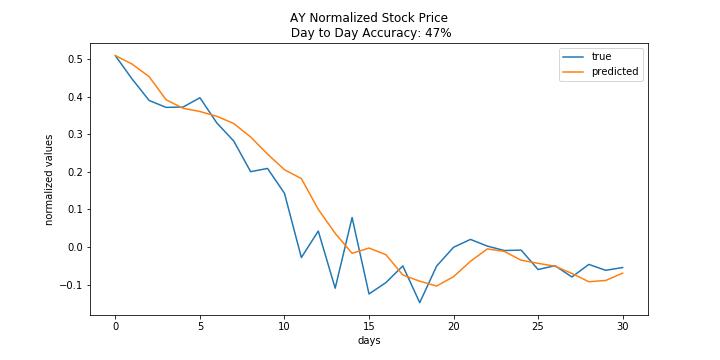 AY Normalized Stock Price
Day to Day Accuracy: 47%
true
predicted
normalized values
0.5
0.4
0.3
0.2
0.1
0.0
−0.1
0 5 10 15 20 25 30
days